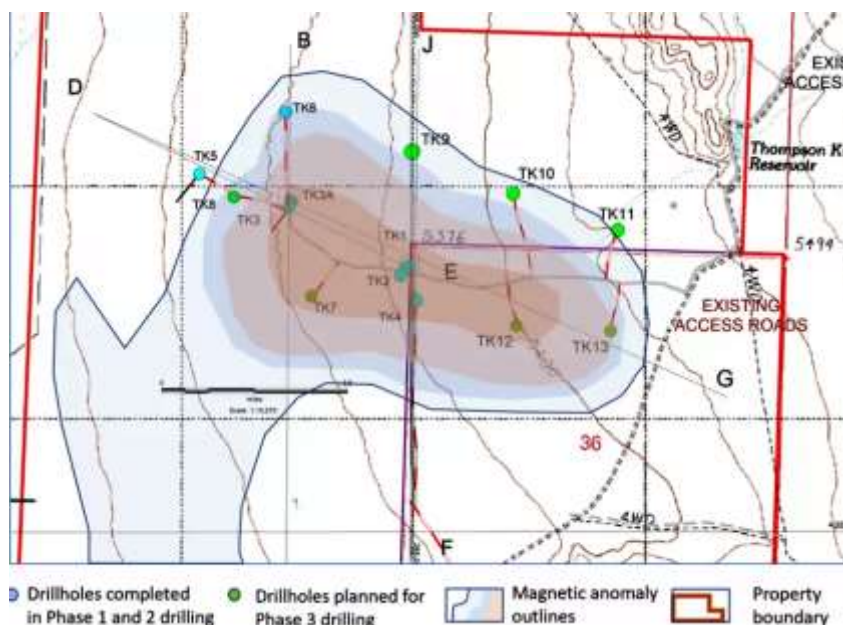 B
J
D
EXIS
ACCES
TK6
4WD
TK9
Thompson K
Reservoir
TK5
TK10
TK8
TK3A
TK3
TK11
TK1
5376
5494
TK2
E
4WD
EXISTING
ACCESS ROADS
TK7
TK4
TK12
TK13
G
36
4WD
F
Drillholes completed
in Phase 1 and 2 drilling
Drillholes planned for
Phase 3 drilling
Magnetic anomaly
outlines
Property
boundary